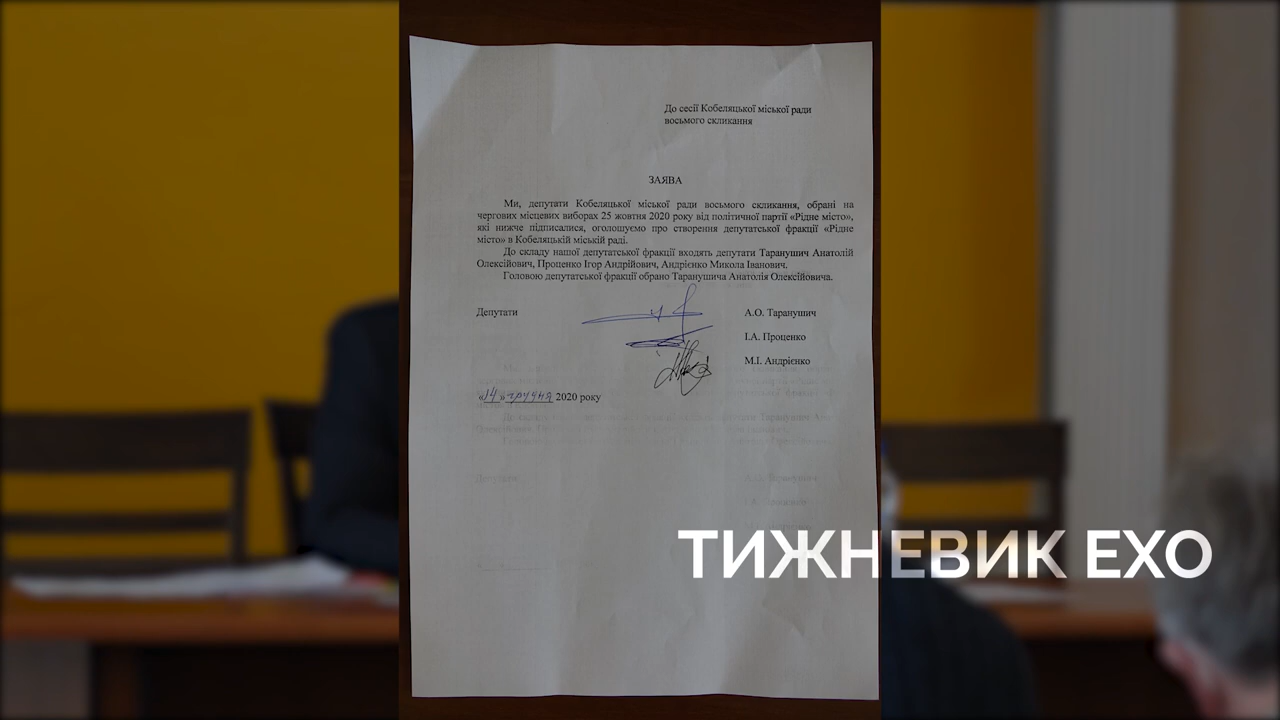 До сесії Кобеляцької міської ради
восьмого скликання
ЗАЯВА
Ми, депутати Кобеляцької міської ради восьмого скликання, обрані на
чергових місцевих виборах 25 жовтня 2020 року від політичної партії «Рідне місто»,
які нижче підписалися, оголошуємо про створення депутатської фракції «Рідне
місто» в Кобеляцькій міській раді.
До складу нашої депутатської фракції входять депутати Таранушич Анатолій
Олексійович, Проценко Ігор Андрійович, Андрієнко Микола Іванович.
Головою депутатської фракції обрано Таранушича Анатолія Олексійовича.
Депутати А.О. Таранушич
І.А. Проценко
М.І. Андрієнко
«14» грудня 2020 року
ТИЖНЕВИК ЕХО